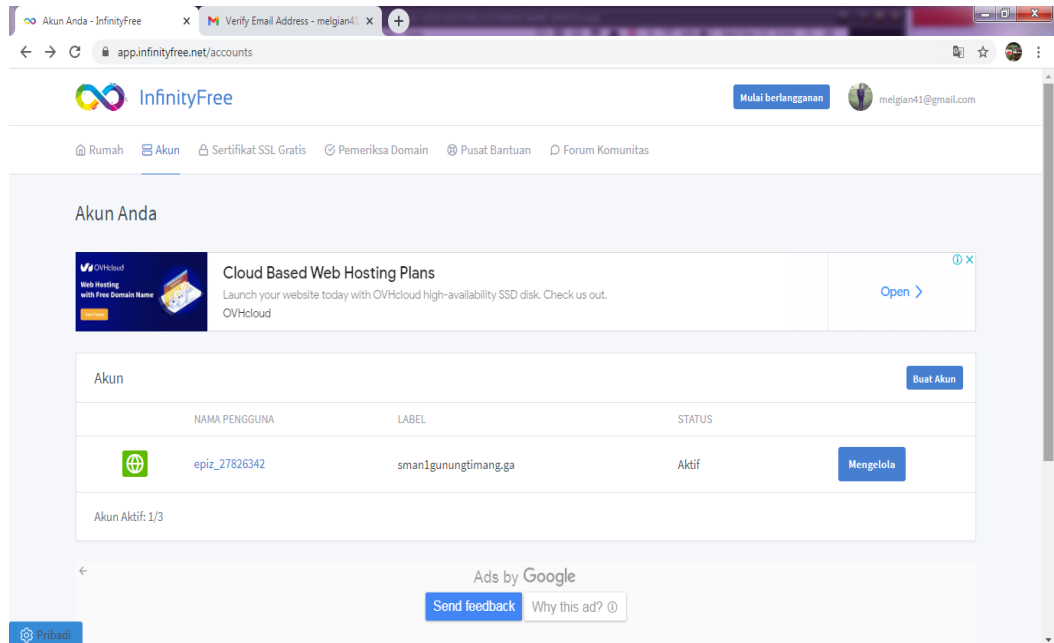 Akun Anda - InfinityFree
Verify Email Address - melgian41
app.infinityfree.net/accounts
InfinityFree
Mulai berlangganan
melgian41@gmail.com
Rumah Akun Sertifikat SSL Gratis Pemeriksa Domain Pusat Bantuan Forum Komunitas
Akun Anda
OVHcloud
Web Hosting
with Free Domain Name
Cloud Based Web Hosting Plans
Launch your website today with OVHcloud high-availability SSD disk. Check us out.
OVHcloud
Open
Akun
Buat Akun
NAMA PENGGUNA LABEL STATUS
epiz_27826342 sman1gunungtimang.ga Aktif Mengelola
Akun Aktif: 1/3
Ads by Google
Send feedback Why this ad?
Pribadi